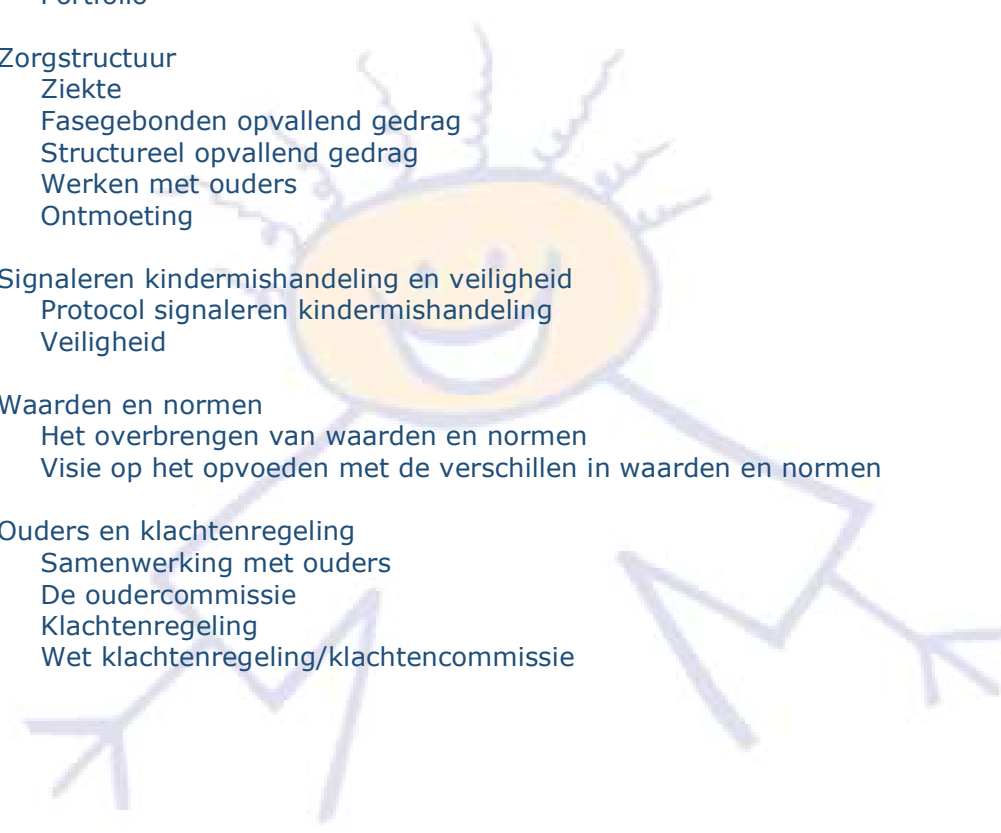 Portfolio
Zorgstructuur
Ziekte
Fasegebonden opvallend gedrag
Structureel opvallend gedrag
Werken met ouders
Ontmoeting
Signaleren kindermishandeling en veiligheid
Protocol signaleren kindermishandeling
Veiligheid
Waarden en normen
Het overbrengen van waarden en normen
Visie op het opvoeden met de verschillen in waarden en normen
Ouders en klachtenregeling
Samenwerking met ouders
De oudercommissie
Klachtenregeling
Wet klachtenregeling/klachtencommissie